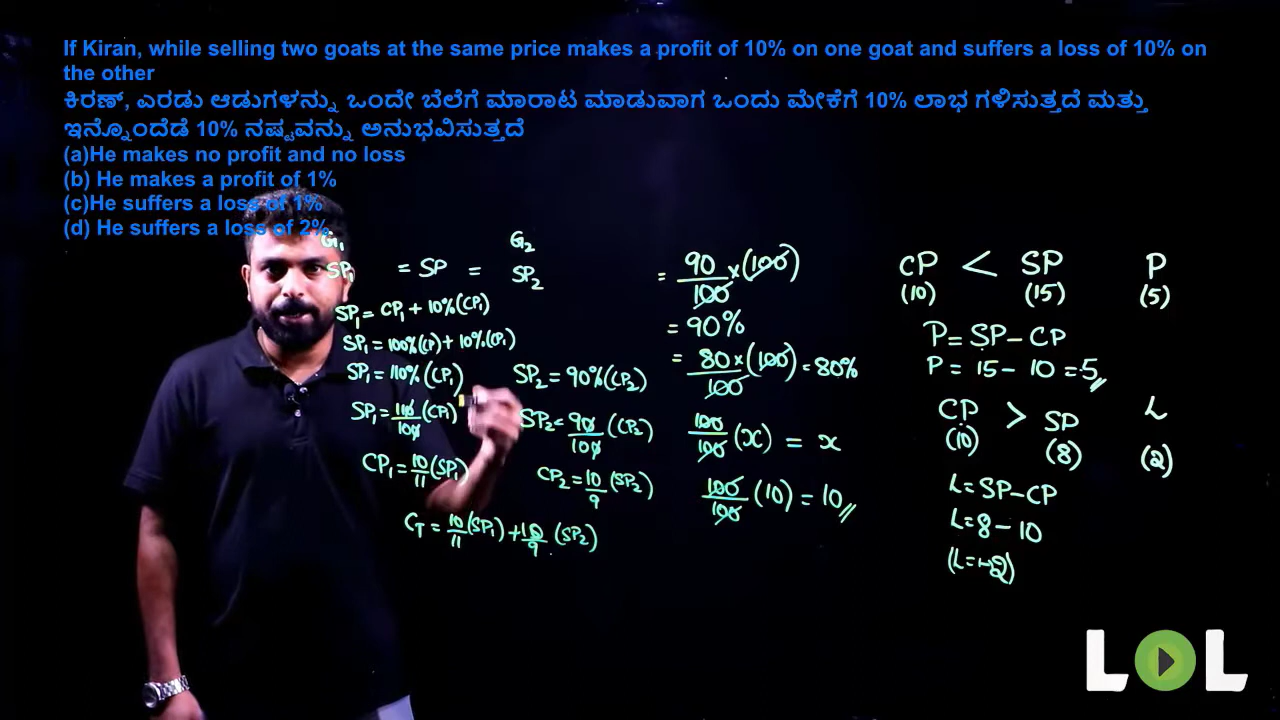 If Kiran, while selling two goats at the same price makes a profit of 10% on one goat and suffers a loss of 10% on
the other
ಕಿರಣ್, ಎರಡು ಆಡುಗಳನ್ನು ಒಂದೇ ಬೆಲೆಗೆ ಮಾರಾಟ ಮಾಡುವಾಗ ಒಂದು ಮೇಕೆಗೆ 10% ಲಾಭ ಗಳಿಸುತ್ತದೆ ಮತ್ತು
ಇನ್ನೊಂದೆಡೆ 10% ನಷ್ಟವನ್ನು ಅನುಭವಿಸುತ್ತದೆ
(a)He makes no profit and no loss
(b) He makes a profit of 1%
(c)He suffers a loss of 1%
(d) He suffers a loss of 2%
G₁ G₂
SP₁ = SP = SP₂
SP₁ = CP₁ + 10%(CP₁)
SP₁ = 100%(CP) + 10%(CP₁)
SP₁ = 110% (CP₁)
SP₁ = 110/100 (CP₁)
CP₁ = 10/11 (SP₁)
SP₂ = 90% (CP₂)
SP₂ = 90/100 (CP₂)
CP₂ = 10/9 (SP₂)
C_T = 10/11 (SP₁) + 10/9 (SP₂)
= 90/100 × (100)
= 90%
= 80 × (100)/100 = 80%
100/100 (x) = x
100/100 (10) = 10
CP < SP P
(10) (15) (5)
P = SP - CP
P = 15 - 10 = 5
CP > SP L
(10) (8) (2)
L = SP - CP
L = 8 - 10
(L = -2)
LOL